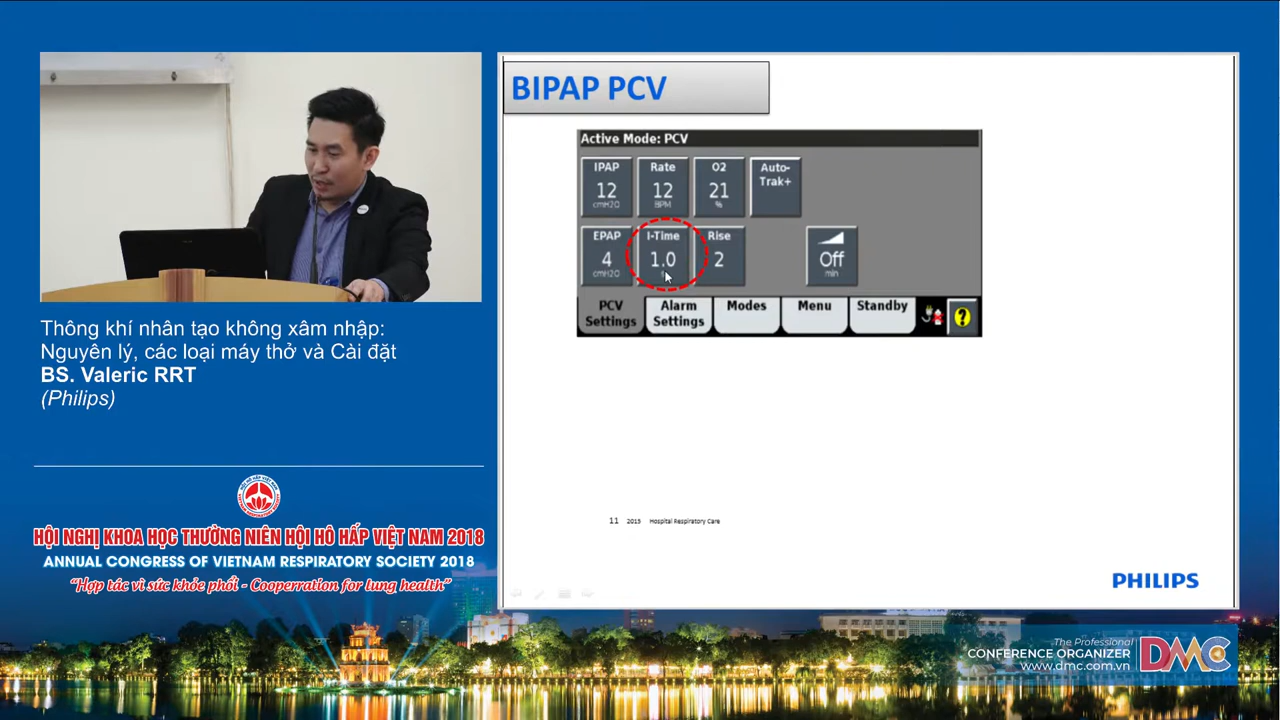 BIPAP PCV
Active Mode: PCV
IPAP
12
cmH2O
Rate
12
BPM
O2
21
%
Auto-
Trak+
EPAP
4
cmH2O
I-Time
1.0
Rise
2
Off
min
PCV
Settings
Alarm
Settings
Modes
Menu
Standby
?
11 2015 Hospital Respiratory Care
PHILIPS
Thông khí nhân tạo không xâm nhập:
Nguyên lý, các loại máy thở và Cài đặt
BS. Valeric RRT
(Philips)
HỘI HÔ HẤP VIỆT NAM
HỘI NGHỊ KHOA HỌC THƯỜNG NIÊN HỘI HÔ HẤP VIỆT NAM 2018
ANNUAL CONGRESS OF VIETNAM RESPIRATORY SOCIETY 2018
“Hợp tác vì sức khỏe phổi - Cooperration for lung health”
The Professional
CONFERENCE ORGANIZER
www.dmc.com.vn
DMC